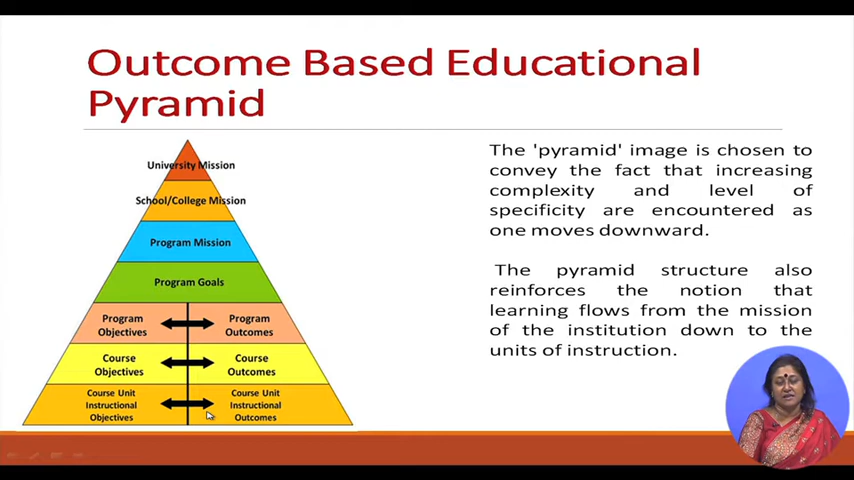 Outcome Based Educational
Pyramid
University Mission
School/College Mission
Program Mission
Program Goals
Program
Objectives
Program
Outcomes
Course
Objectives
Course
Outcomes
Course Unit
Instructional
Objectives
Course Unit
Instructional
Outcomes
The 'pyramid' image is chosen to
convey the fact that increasing
complexity and level of
specificity are encountered as
one moves downward.
The pyramid structure also
reinforces the notion that
learning flows from the mission
of the institution down to the
units of instruction.